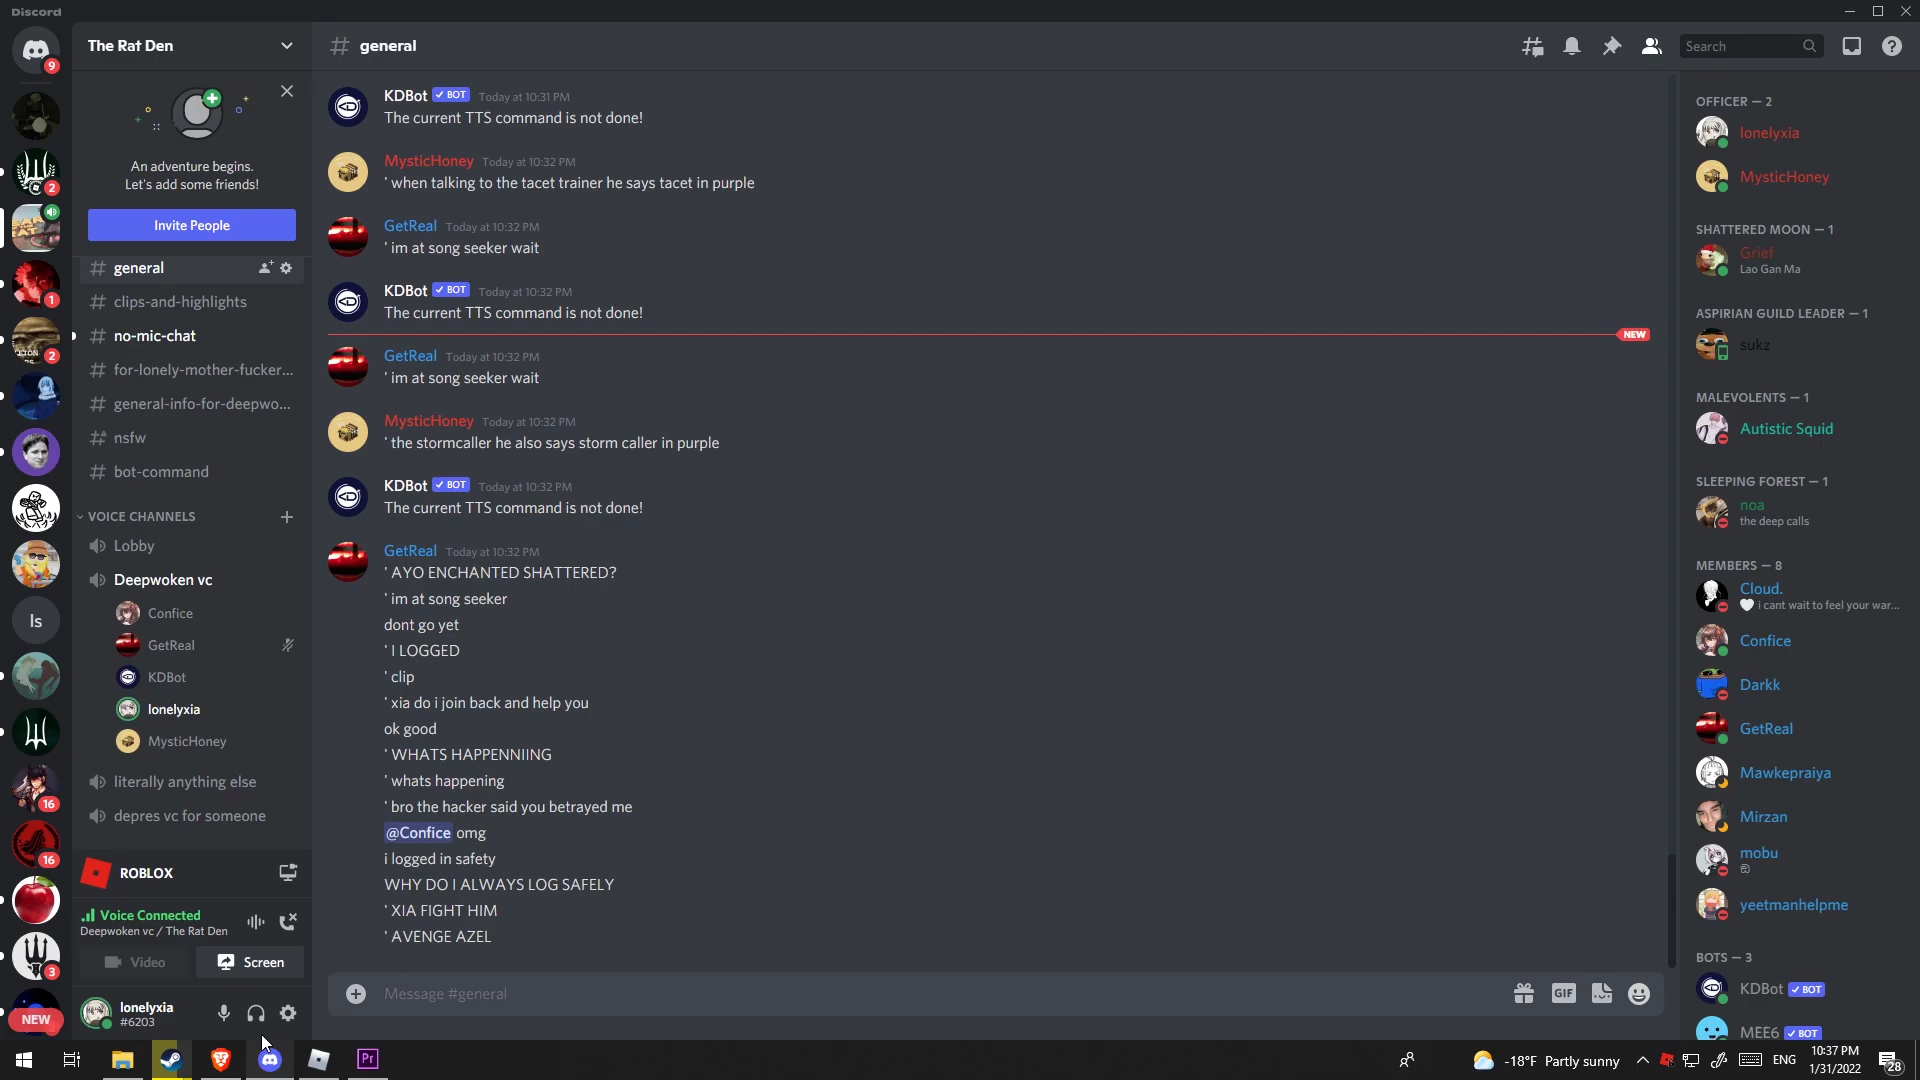 Discord
The Rat Den
general
Search
9
2
1
2
ls
16
16
3
NEW
An adventure begins.
Let's add some friends!
Invite People
general
clips-and-highlights
no-mic-chat
for-lonely-mother-fucker...
general-info-for-deepwo...
nsfw
bot-command
VOICE CHANNELS
Lobby
Deepwoken vc
Confice
GetReal
KDBot
lonelyxia
MysticHoney
literally anything else
depres vc for someone
ROBLOX
Voice Connected
Deepwoken vc / The Rat Den
Video
Screen
lonelyxia
#6203
KDBot BOT Today at 10:31 PM
The current TTS command is not done!
MysticHoney Today at 10:32 PM
' when talking to the tacet trainer he says tacet in purple
GetReal Today at 10:32 PM
' im at song seeker wait
KDBot BOT Today at 10:32 PM
The current TTS command is not done!
NEW
GetReal Today at 10:32 PM
' im at song seeker wait
MysticHoney Today at 10:32 PM
' the stormcaller he also says storm caller in purple
KDBot BOT Today at 10:32 PM
The current TTS command is not done!
GetReal Today at 10:32 PM
' AYO ENCHANTED SHATTERED?
' im at song seeker
dont go yet
' I LOGGED
' clip
' xia do i join back and help you
ok good
' WHATS HAPPENNIING
' whats happening
' bro the hacker said you betrayed me
@Confice omg
i logged in safety
WHY DO I ALWAYS LOG SAFELY
' XIA FIGHT HIM
' AVENGE AZEL
Message #general
GIF
OFFICER — 2
lonelyxia
MysticHoney
SHATTERED MOON — 1
Grief
Lao Gan Ma
ASPIRIAN GUILD LEADER — 1
sukz
MALEVOLENTS — 1
Autistic Squid
SLEEPING FOREST — 1
noa
the deep calls
MEMBERS — 8
Cloud.
i cant wait to feel your war...
Confice
Darkk
GetReal
Mawkepraiya
Mirzan
mobu
yeetmanhelpme
BOTS — 3
KDBot BOT
MEE6 BOT
Pr
-18°F Partly sunny
ENG
10:37 PM
1/31/2022
28